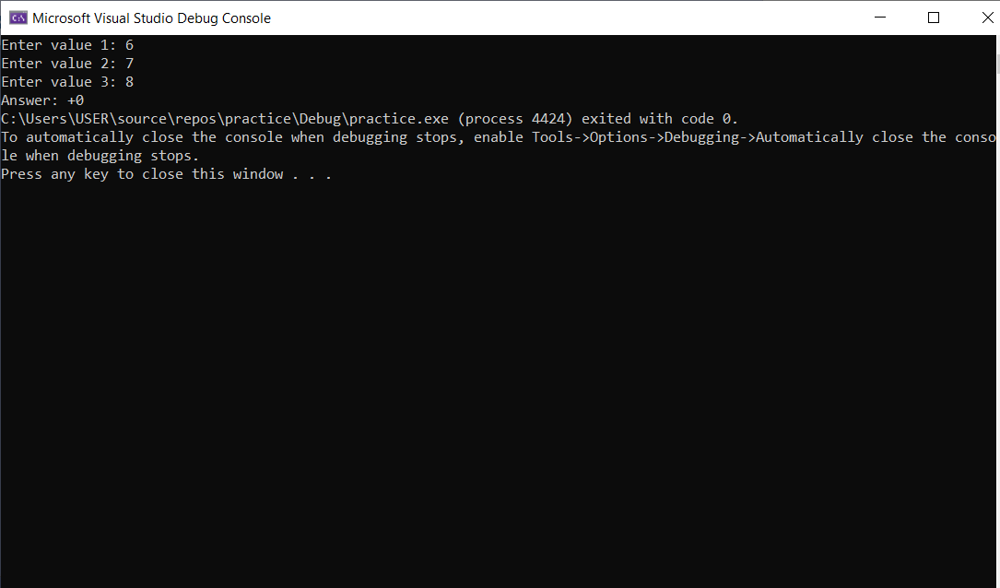 Microsoft Visual Studio Debug Console
Enter value 1: 6
Enter value 2: 7
Enter value 3: 8
Answer: +0
C:\Users\USER\source\repos\practice\Debug\practice.exe (process 4424) exited with code 0.
To automatically close the console when debugging stops, enable Tools->Options->Debugging->Automatically close the conso
le when debugging stops.
Press any key to close this window . . .